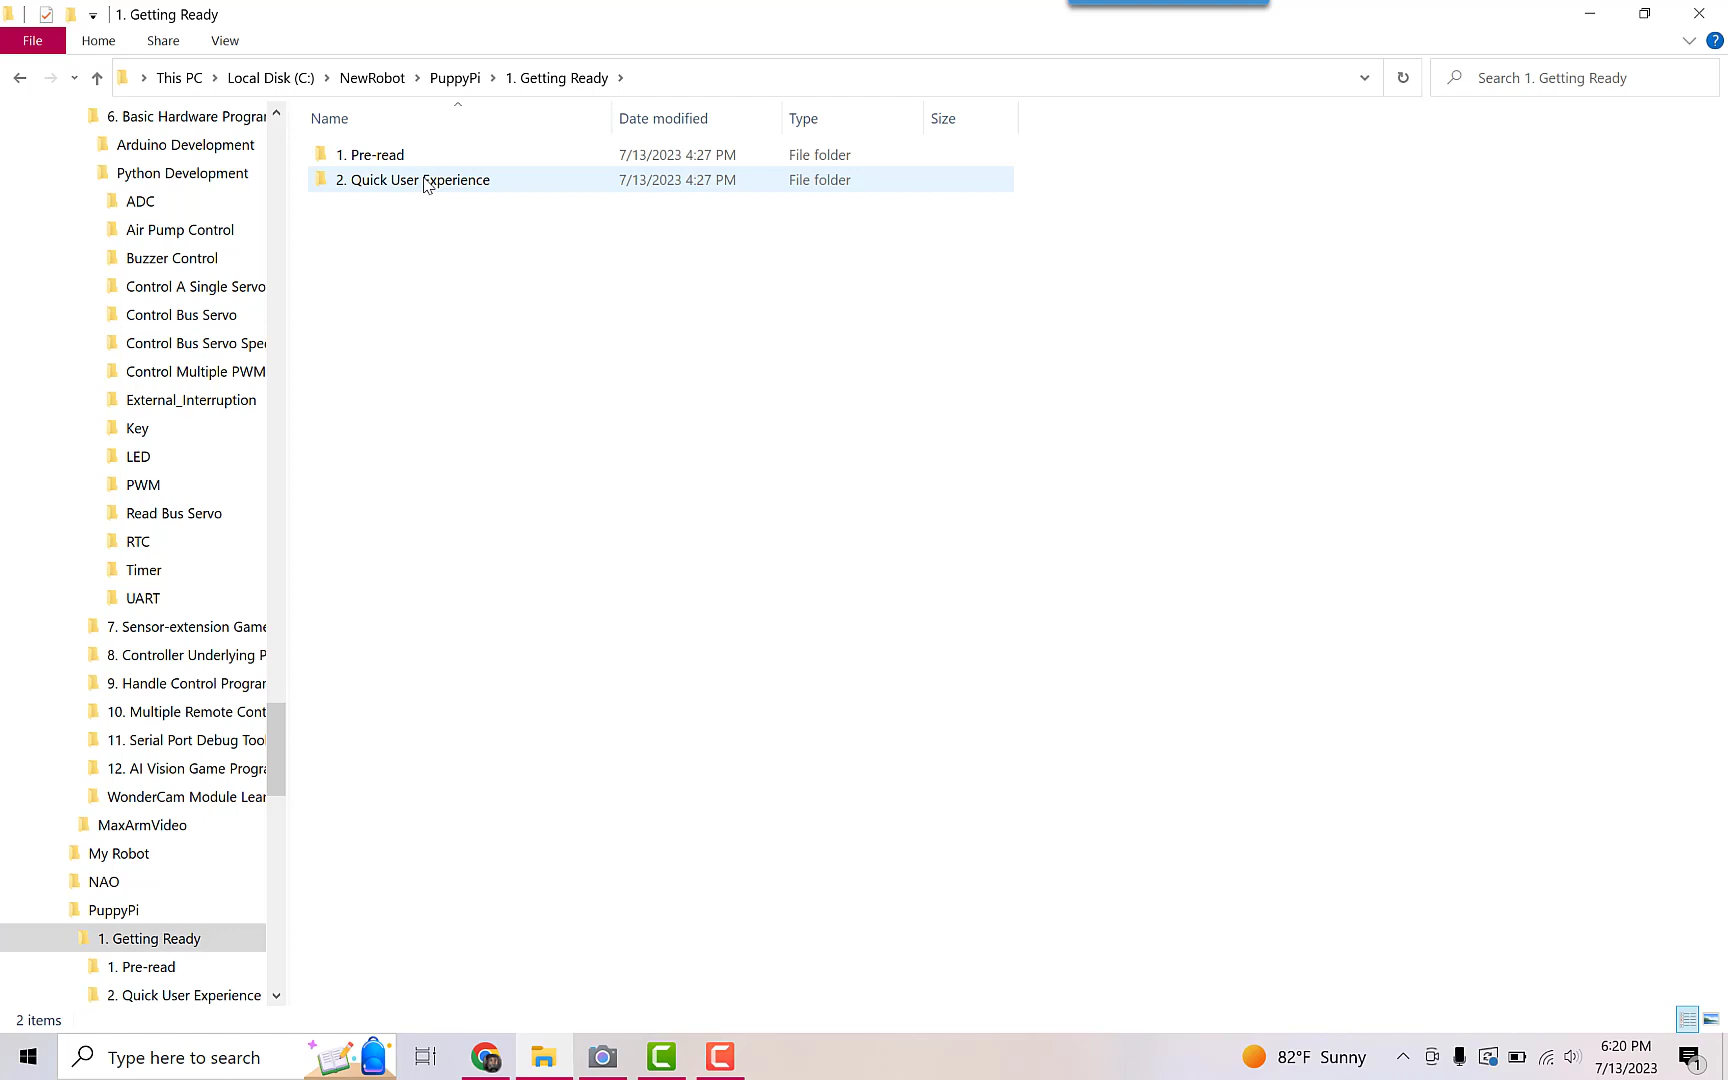 1. Getting Ready
File Home Share View
This PC Local Disk (C:) NewRobot PuppyPi 1. Getting Ready
Search 1. Getting Ready
Name Date modified Type Size
1. Pre-read 7/13/2023 4:27 PM File folder
2. Quick User Experience 7/13/2023 4:27 PM File folder
6. Basic Hardware Progra
Arduino Development
Python Development
ADC
Air Pump Control
Buzzer Control
Control A Single Servo
Control Bus Servo
Control Bus Servo Spe
Control Multiple PWM
External_Interruption
Key
LED
PWM
Read Bus Servo
RTC
Timer
UART
7. Sensor-extension Game
8. Controller Underlying P
9. Handle Control Progra
10. Multiple Remote Cont
11. Serial Port Debug Too
12. AI Vision Game Progra
WonderCam Module Lear
MaxArmVideo
My Robot
NAO
PuppyPi
1. Getting Ready
1. Pre-read
2. Quick User Experience
2 items
Type here to search
82°F Sunny
6:20 PM
7/13/2023
1